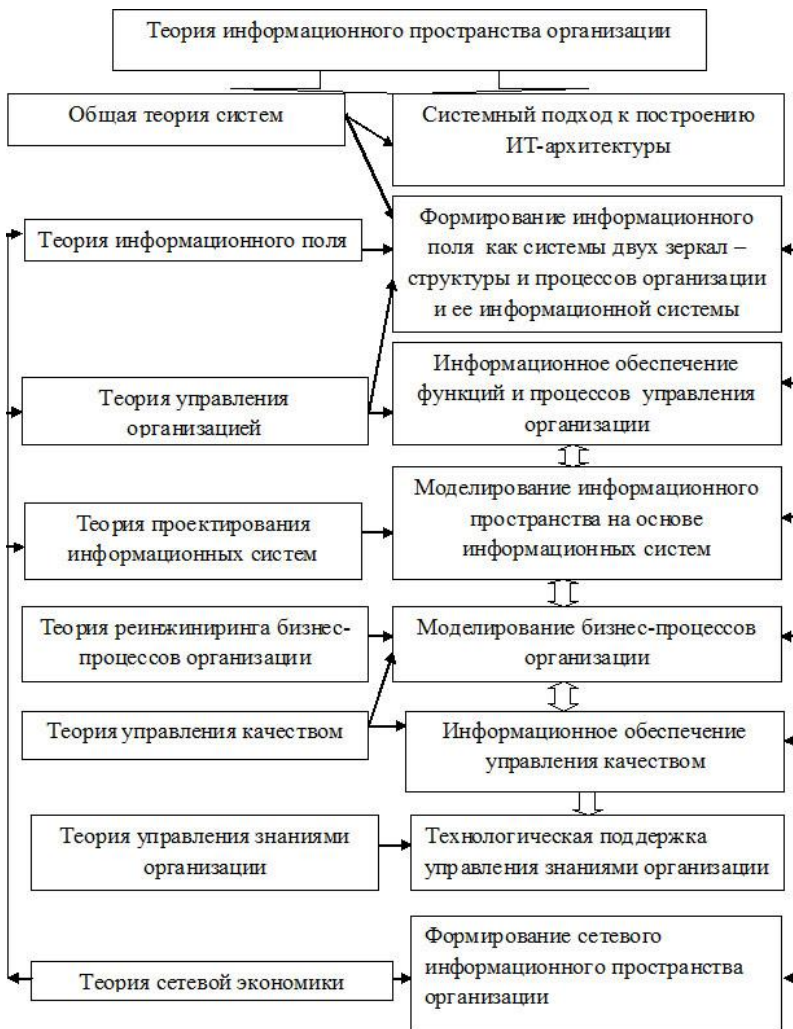 Теория информационного пространства организации
Общая теория систем
Системный подход к построению
ИТ-архитектуры
Теория информационного поля
Формирование информационного
поля как системы двух зеркал –
структуры и процессов организации
и ее информационной системы
Теория управления
организацией
Информационное обеспечение
функций и процессов управления
организации
Теория проектирования
информационных систем
Моделирование информационного
пространства на основе
информационных систем
Теория реинжиниринга бизнес-
процессов организации
Моделирование бизнес-процессов
организации
Теория управления качеством
Информационное обеспечение
управления качеством
Теория управления знаниями
организации
Технологическая поддержка
управления знаниями организации
Теория сетевой экономики
Формирование сетевого
информационного пространства
организации